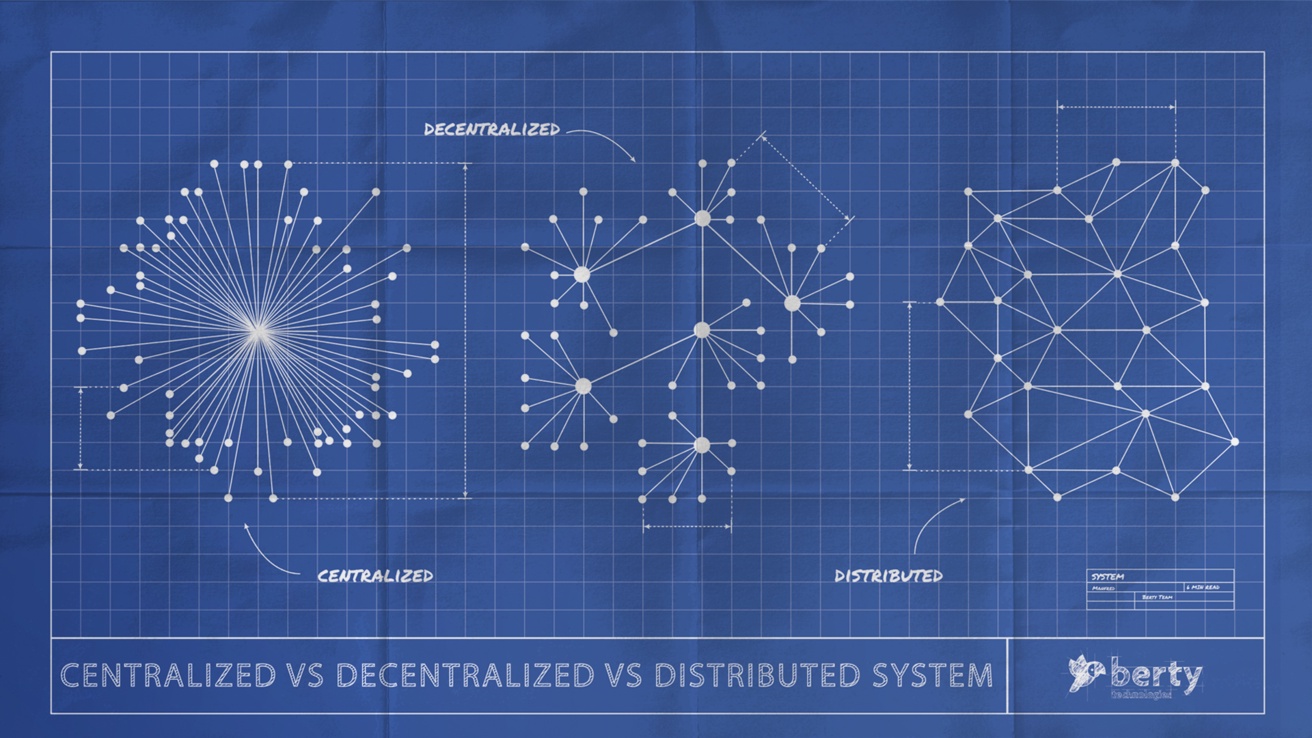 DECENTRALIZED
CENTRALIZED
DISTRIBUTED
SYSTEM
MANFRED
6 MIN READ
BERTY TEAM
CENTRALIZED VS DECENTRALIZED VS DISTRIBUTED SYSTEM
berty
technologies